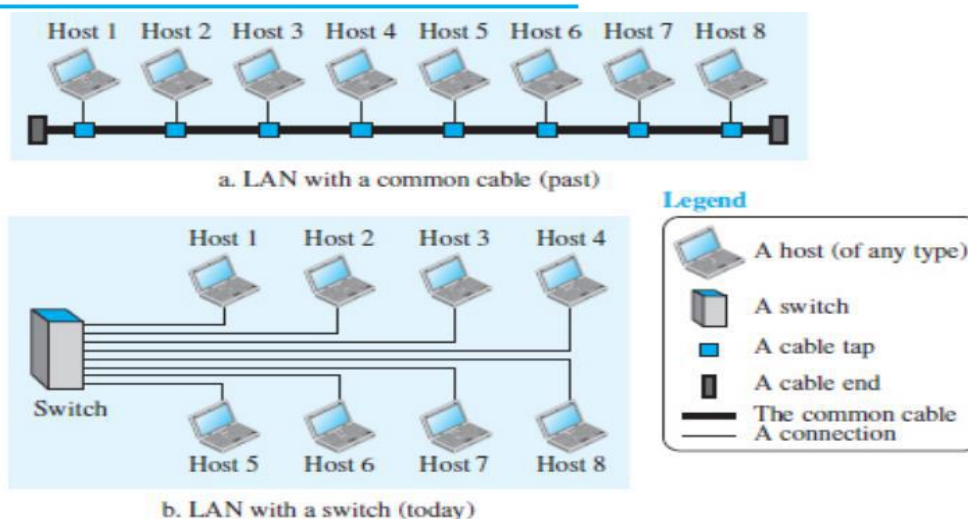 Host 1 Host 2 Host 3 Host 4 Host 5 Host 6 Host 7 Host 8
a. LAN with a common cable (past)
Host 1 Host 2 Host 3 Host 4
Switch
Host 5 Host 6 Host 7 Host 8
b. LAN with a switch (today)
Legend
A host (of any type)
A switch
A cable tap
A cable end
The common cable
A connection